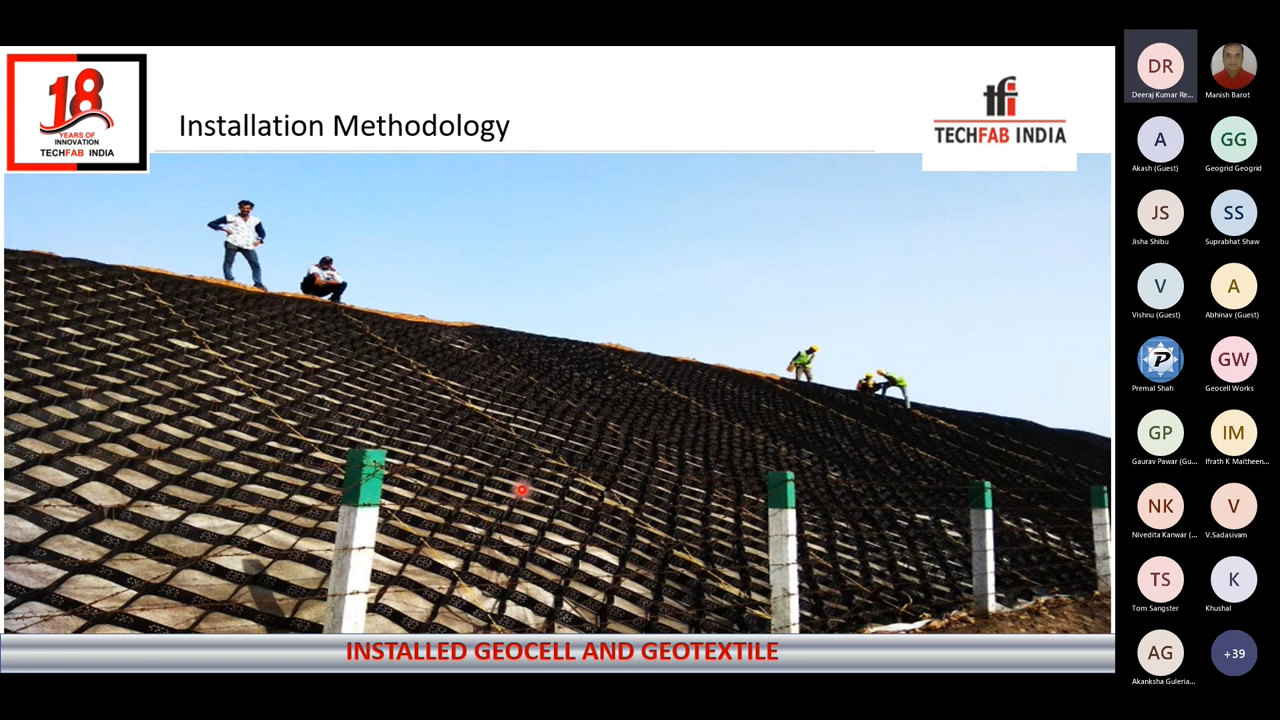 18
YEARS OF
INNOVATION
TECHFAB INDIA
Installation Methodology
tfi
TECHFAB INDIA
INSTALLED GEOCELL AND GEOTEXTILE
DR
Deeraj Kumar Re...
Manish Barot
A
Akash (Guest)
GG
Geogrid Geogrid
JS
Jisha Shibu
SS
Suprabhat Shaw
V
Vishnu (Guest)
A
Abhinav (Guest)
P
Premal Shah
GW
Geocell Works
GP
Gaurav Pawar (Gu...
IM
Ifrath K Maitheen...
NK
Nivedita Kanwar (...
V
V.Sadasivam
TS
Tom Sangster
K
Khushal
AG
Akanksha Guleria...
+39